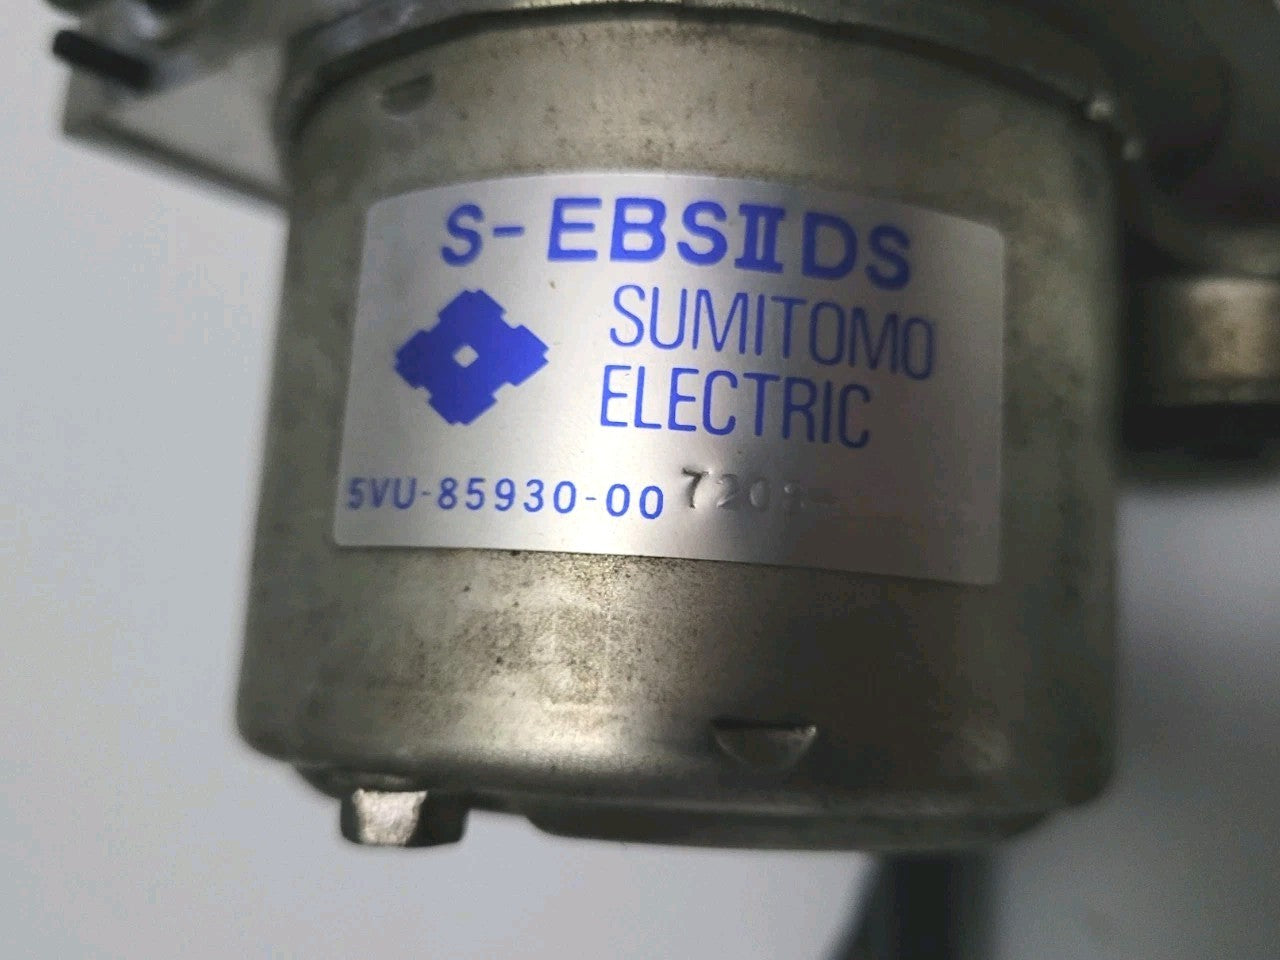 S-EBSⅡDS
SUMITOMO
ELECTRIC
5VU-85930-00